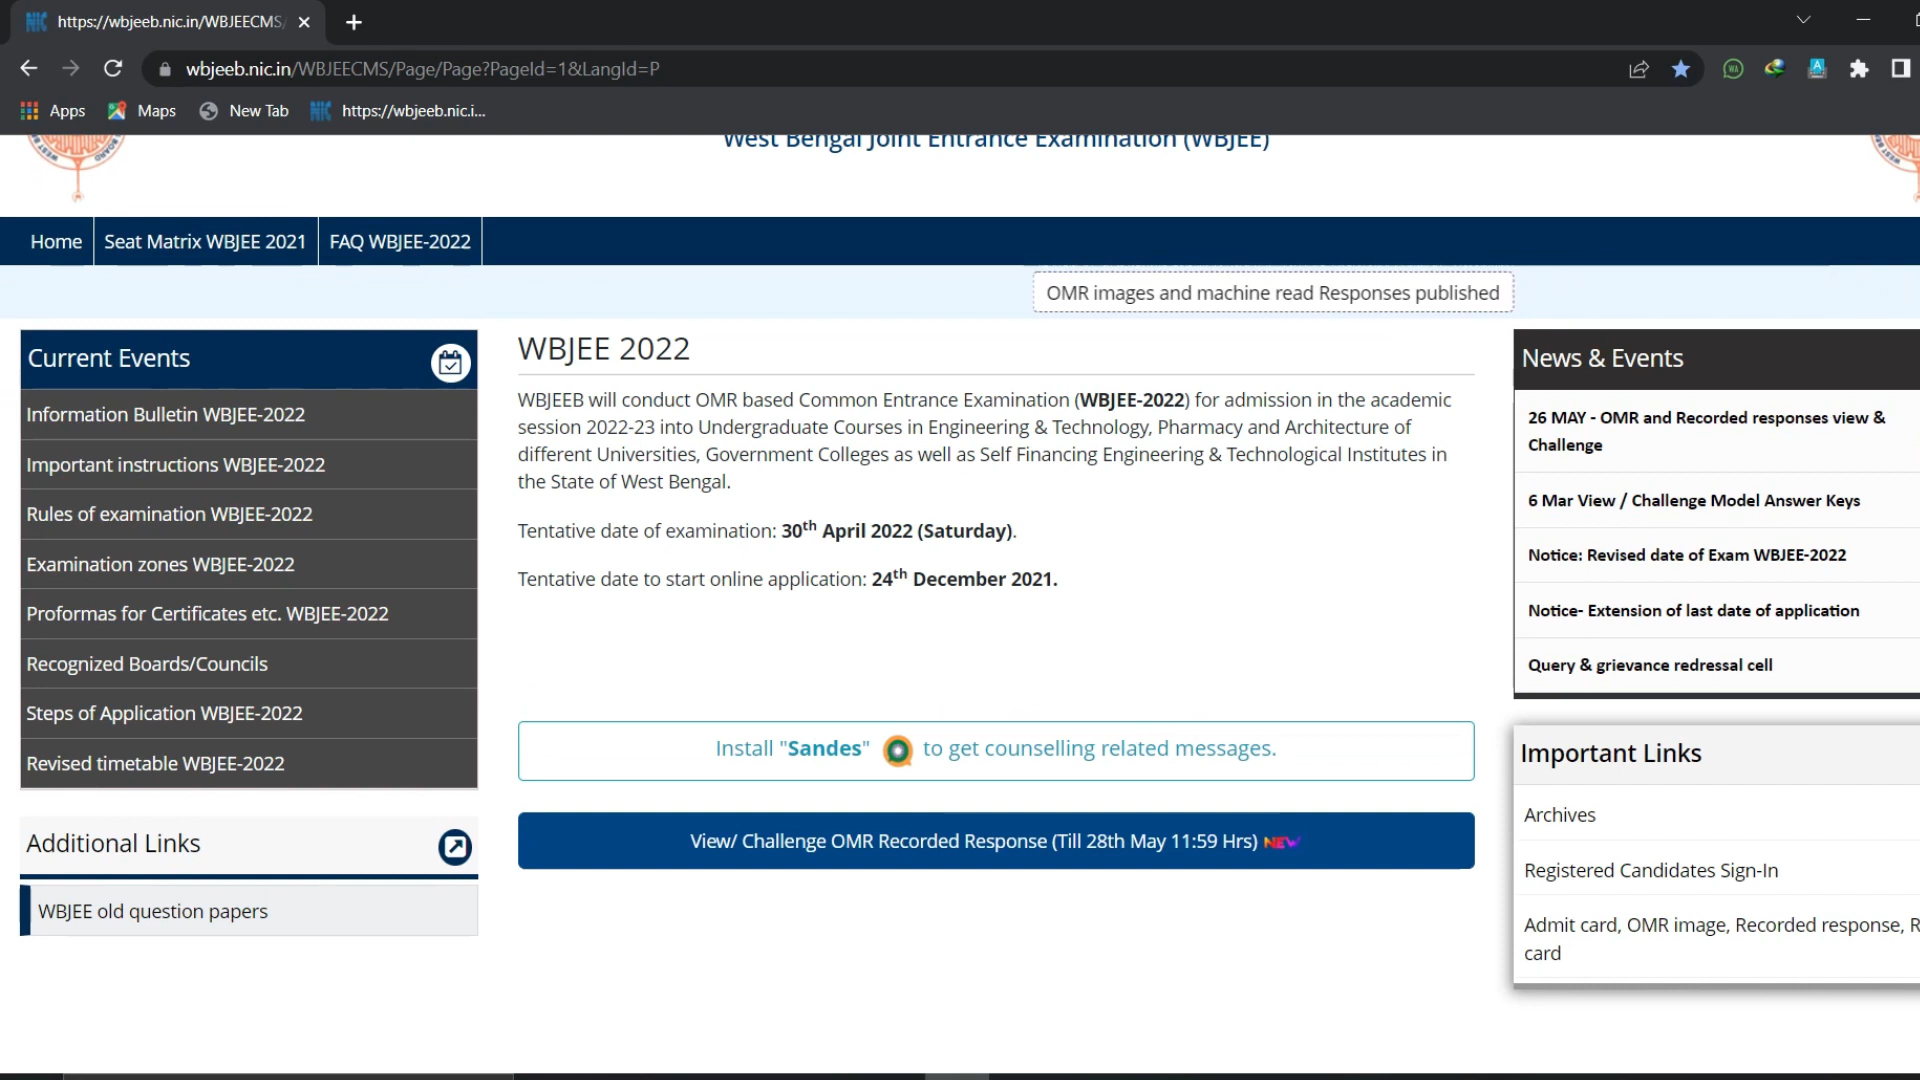 https://wbjeeb.nic.in/WBJEECMS/
wbjeeb.nic.in/WBJEECMS/Page/Page?PageId=1&LangId=P
Apps
Maps
New Tab
https://wbjeeb.nic.i...
West Bengal Joint Entrance Examination (WBJEE)
Home
Seat Matrix WBJEE 2021
FAQ WBJEE-2022
OMR images and machine read Responses published
Current Events
Information Bulletin WBJEE-2022
Important instructions WBJEE-2022
Rules of examination WBJEE-2022
Examination zones WBJEE-2022
Proformas for Certificates etc. WBJEE-2022
Recognized Boards/Councils
Steps of Application WBJEE-2022
Revised timetable WBJEE-2022
Additional Links
WBJEE old question papers
WBJEE 2022
WBJEEB will conduct OMR based Common Entrance Examination (WBJEE-2022) for admission in the academic
session 2022-23 into Undergraduate Courses in Engineering & Technology, Pharmacy and Architecture of
different Universities, Government Colleges as well as Self Financing Engineering & Technological Institutes in
the State of West Bengal.
Tentative date of examination: 30th April 2022 (Saturday).
Tentative date to start online application: 24th December 2021.
Install "Sandes" to get counselling related messages.
View/ Challenge OMR Recorded Response (Till 28th May 11:59 Hrs) NEW
News & Events
26 MAY - OMR and Recorded responses view &
Challenge
6 Mar View / Challenge Model Answer Keys
Notice: Revised date of Exam WBJEE-2022
Notice- Extension of last date of application
Query & grievance redressal cell
Important Links
Archives
Registered Candidates Sign-In
Admit card, OMR image, Recorded response, R
card